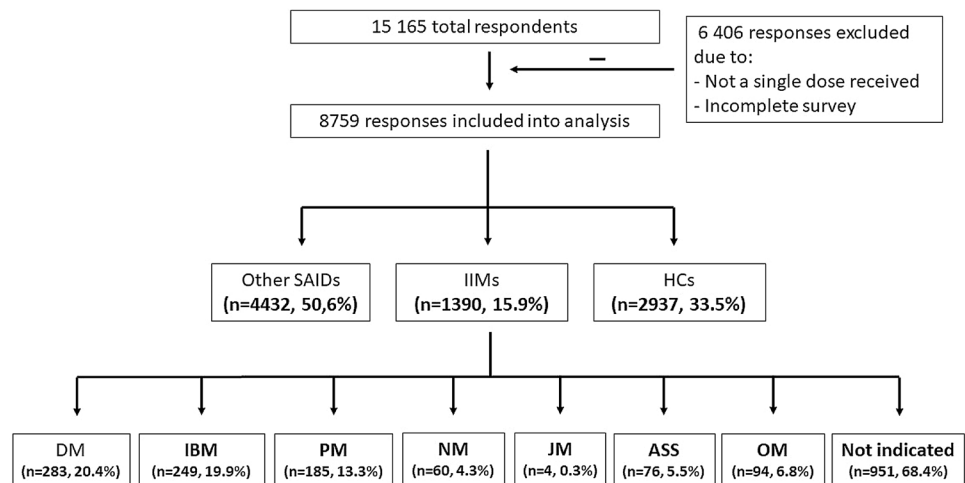 15 165 total respondents
6 406 responses excluded
due to:
- Not a single dose received
- Incomplete survey
8759 responses included into analysis
Other SAIDs
(n=4432, 50,6%)
IIMs
(n=1390, 15.9%)
HCs
(n=2937, 33.5%)
DM
(n=283, 20.4%)
IBM
(n=249, 19.9%)
PM
(n=185, 13.3%)
NM
(n=60, 4.3%)
JM
(n=4, 0.3%)
ASS
(n=76, 5.5%)
OM
(n=94, 6.8%)
Not indicated
(n=951, 68.4%)